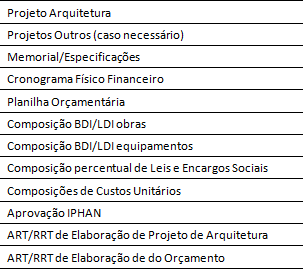 Projeto Arquitetura
Projetos Outros (caso necessário)
Memorial/Especificações
Cronograma Físico Financeiro
Planilha Orçamentária
Composição BDI/LDI obras
Composição BDI/LDI equipamentos
Composição percentual de Leis e Encargos Sociais
Composições de Custos Unitários
Aprovação IPHAN
ART/RRT de Elaboração de Projeto de Arquitetura
ART/RRT de Elaboração de do Orçamento